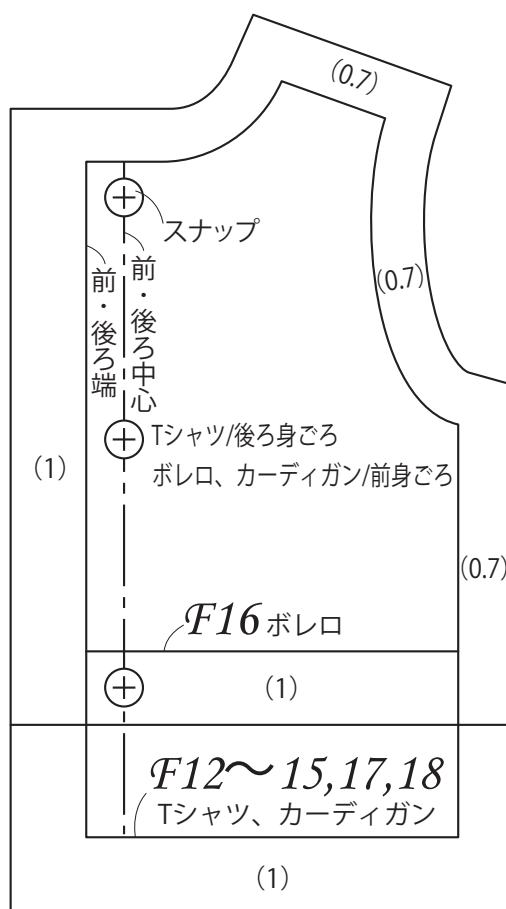 (0.7)
スナップ
前・後ろ端
前・後ろ中心
(0.7)
Tシャツ/後ろ身ごろ
ボレロ、カーディガン/前身ごろ
(1)
(0.7)
F16 ボレロ
(1)
F12〜15,17,18
Tシャツ、カーディガン
(1)